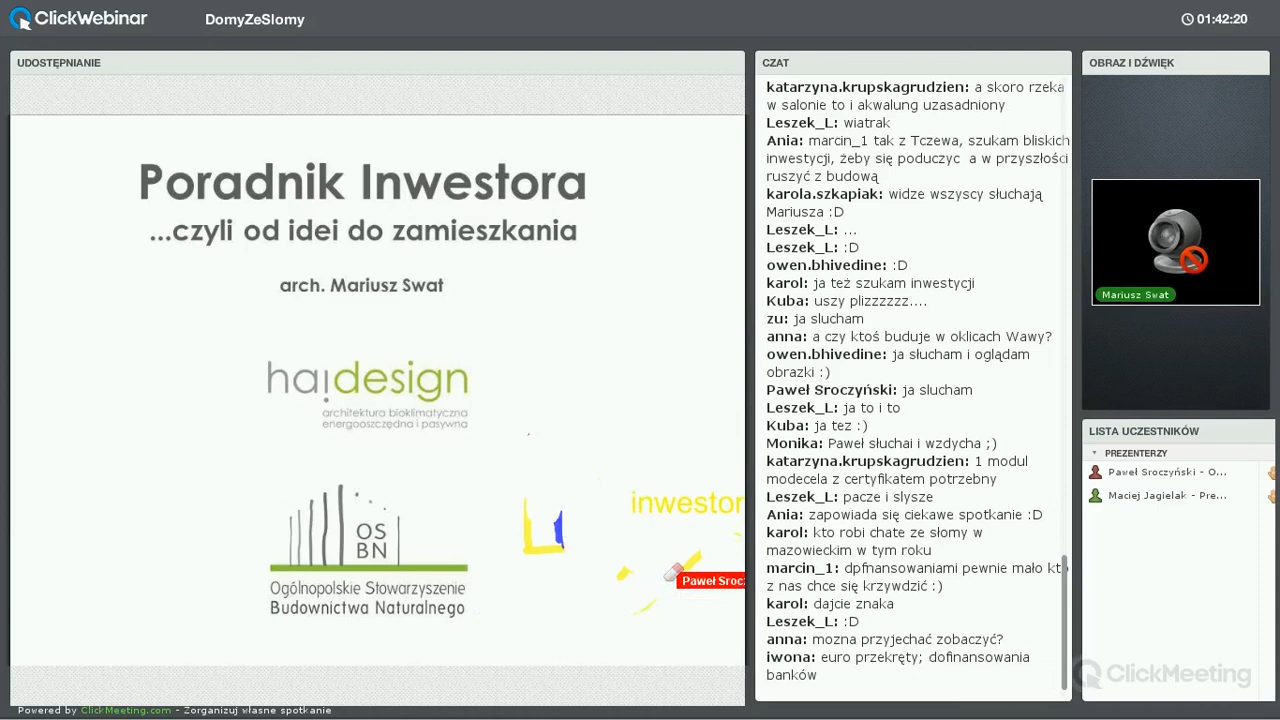 ClickWebinar
DomyZeSlomy
01:42:20
UDOSTĘPNIANIE
Poradnik Inwestora
...czyli od idei do zamieszkania
arch. Mariusz Swat
haidesign
architektura bioklimatyczna
energooszczędna i pasywna
OS
BN
Ogólnopolskie Stowarzyszenie
Budownictwa Naturalnego
inwestor
Paweł Srocz
CZAT
katarzyna.krupskagrudzien: a skoro rzeka
w salonie to i akwalung uzasadniony
Leszek_L: wiatrak
Ania: marcin_1 tak z Tczewa, szukam bliskich
inwestycji, żeby się poduczyc a w przyszłości
ruszyć z budową
karola.szkapiak: widze wszyscy słuchają
Mariusza :D
Leszek_L: ...
Leszek_L: :D
owen.bhivedine: :D
karol: ja też szukam inwestycji
Kuba: uszy plizzzzzz....
zu: ja slucham
anna: a czy ktoś buduje w oklicach Wawy?
owen.bhivedine: ja słucham i oglądam
obrazki :)
Paweł Sroczyński: ja slucham
Leszek_L: ja to i to
Kuba: ja tez :)
Monika: Paweł słuchai i wzdycha ;)
katarzyna.krupskagrudzien: 1 modul
modecela z certyfikatem potrzebny
Leszek_L: pacze i slysze
Ania: zapowiada się ciekawe spotkanie :D
karol: kto robi chate ze słomy w
mazowieckim w tym roku
marcin_1: dpfnansowaniami pewnie mało kto
z nas chce się krzywdzić :)
karol: dajcie znaka
Leszek_L: :D
anna: mozna przyjechać zobaczyć?
iwona: euro przekręty; dofinansowania
banków
OBRAZ I DŹWIĘK
Mariusz Swat
LISTA UCZESTNIKÓW
PREZENTERZY
Paweł Sroczyński - O...
Maciej Jagielak - Pre...
ClickMeeting
Powered by ClickMeeting.com - Zorganizuj własne spotkanie